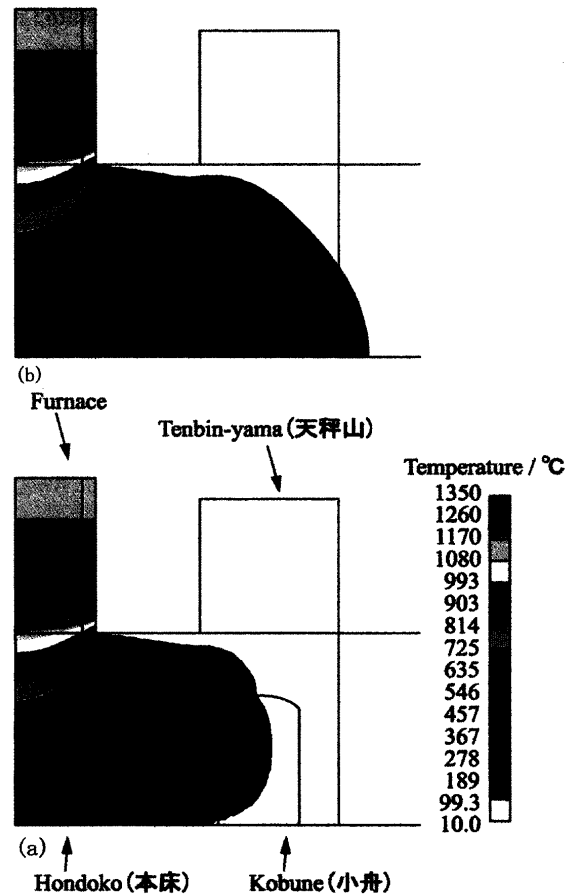 (b)
Furnace
Tenbin-yama(天秤山)
Temperature / ℃
1350
1260
1170
1080
993
903
814
725
635
546
457
367
278
189
99.3
10.0
(a)
Hondoko(本床)
Kobune(小舟)